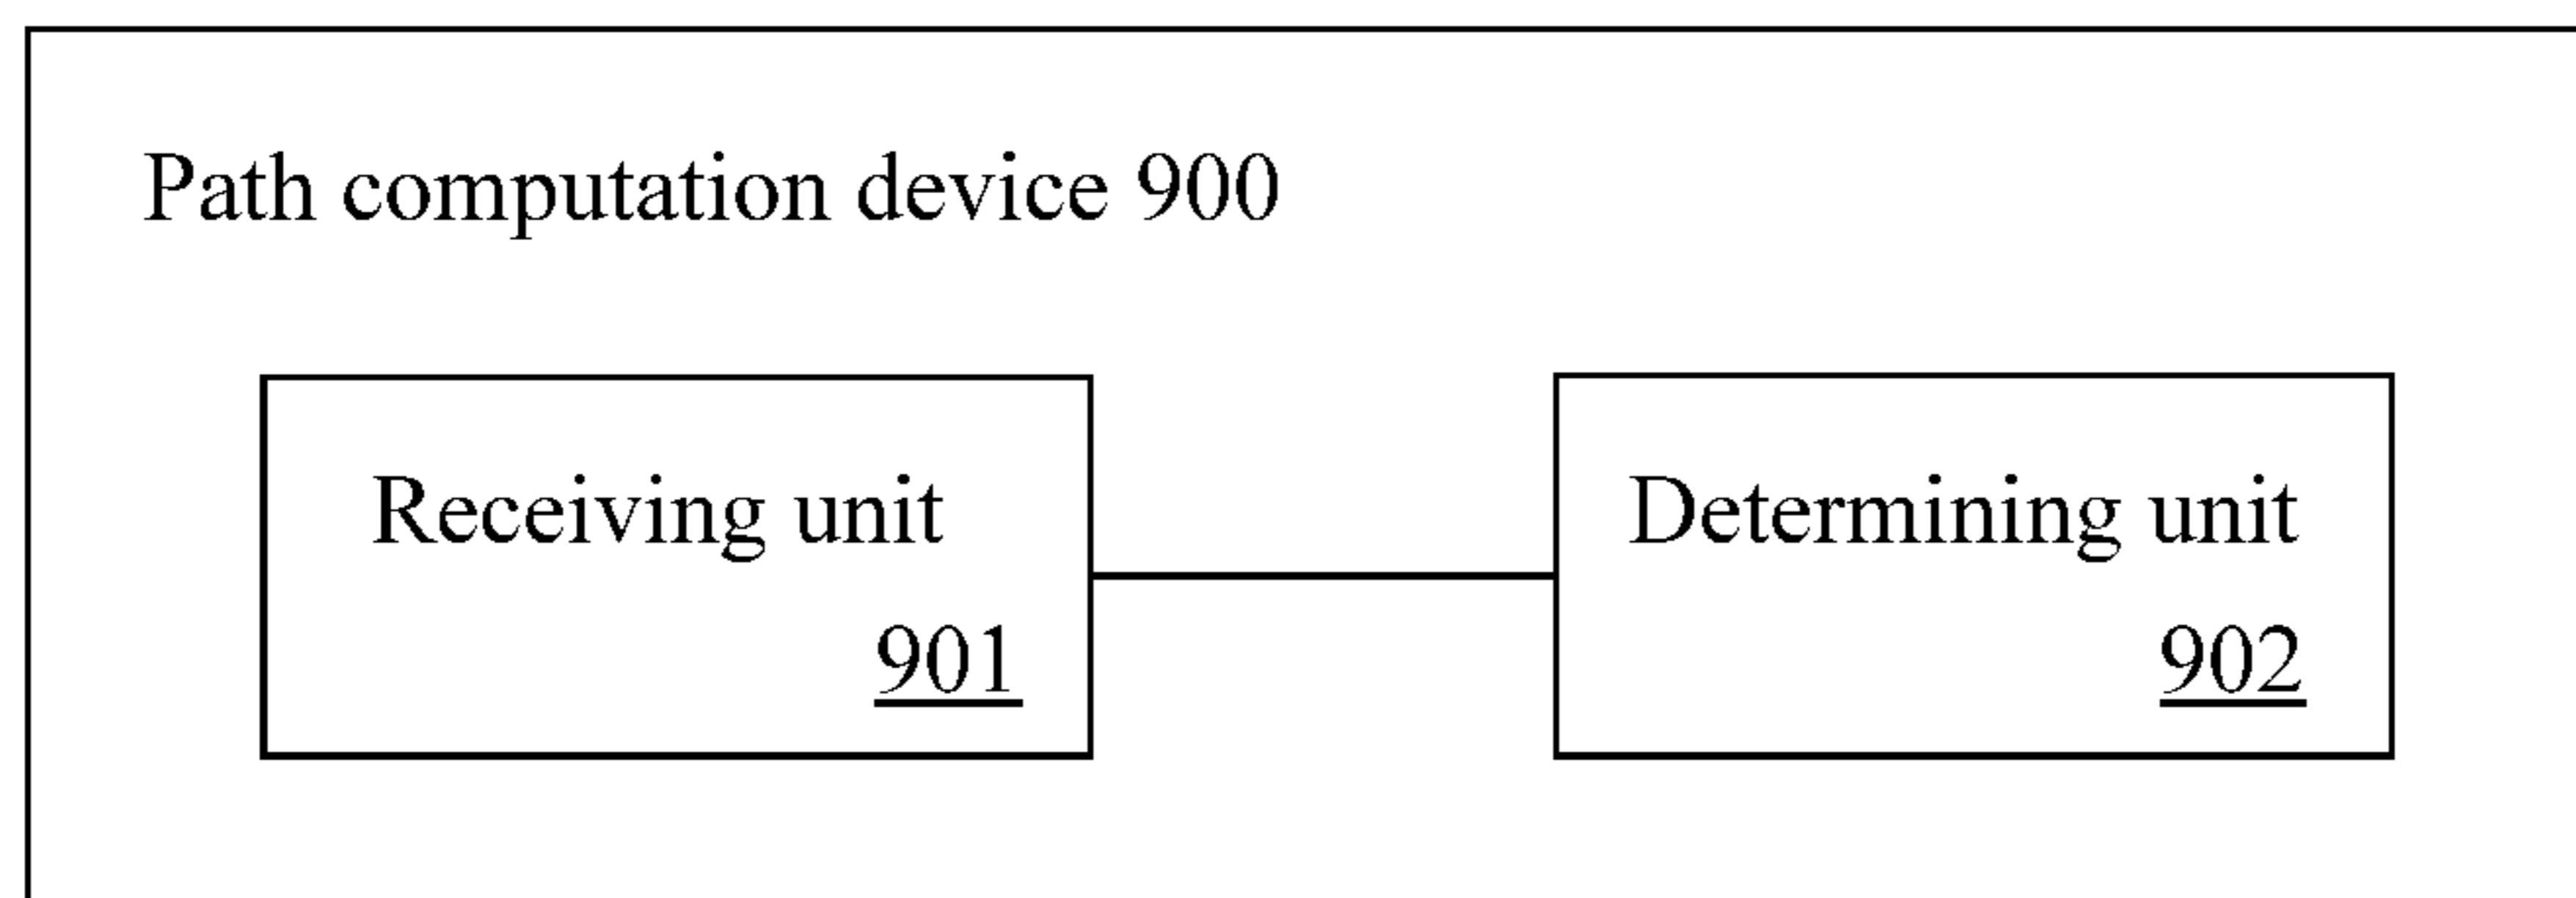 Path computation device 900
Receiving unit
901
Determining unit
902